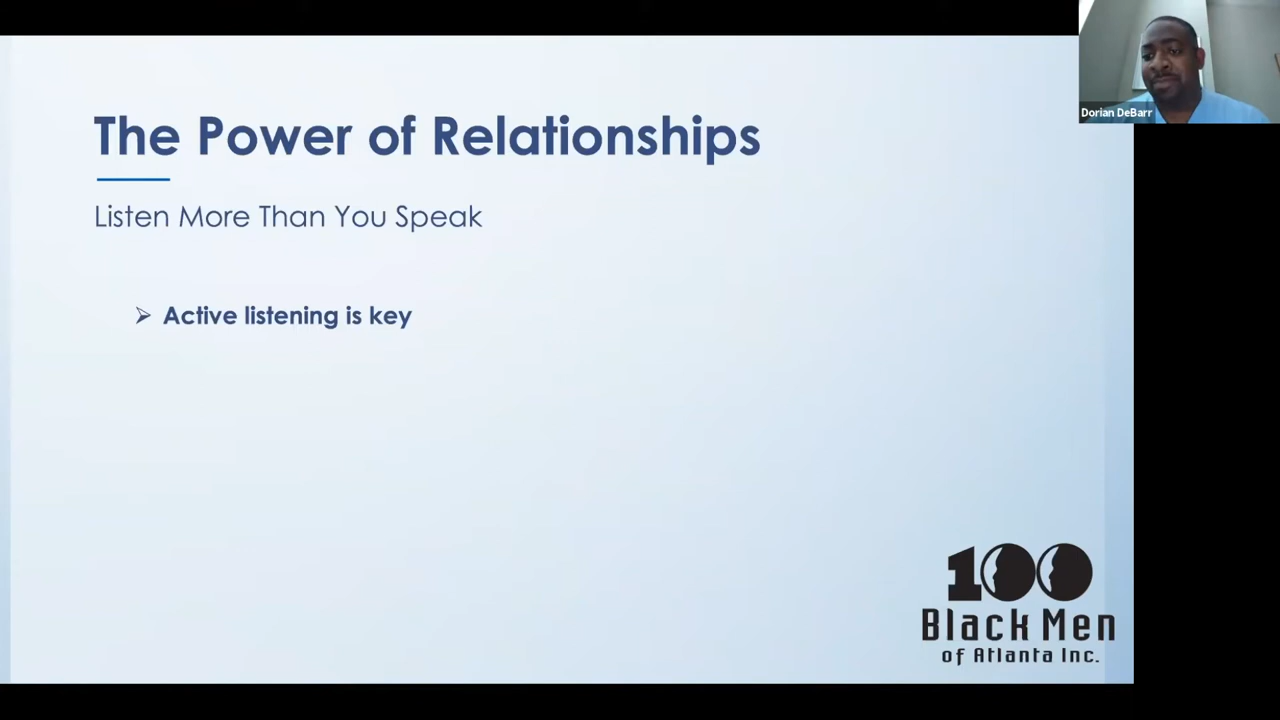 The Power of Relationships
Listen More Than You Speak
➢ Active listening is key
Dorian DeBarr
100
Black Men
of Atlanta Inc.